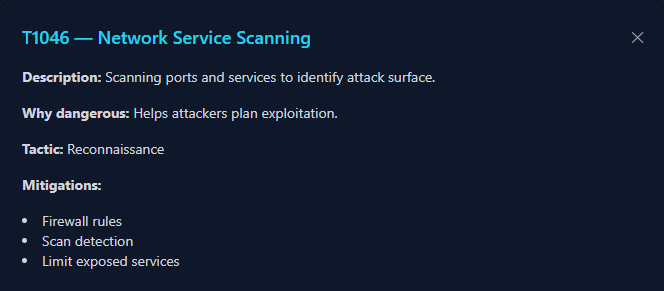 T1046 — Network Service Scanning
Description: Scanning ports and services to identify attack surface.
Why dangerous: Helps attackers plan exploitation.
Tactic: Reconnaissance
Mitigations:
• Firewall rules
• Scan detection
• Limit exposed services